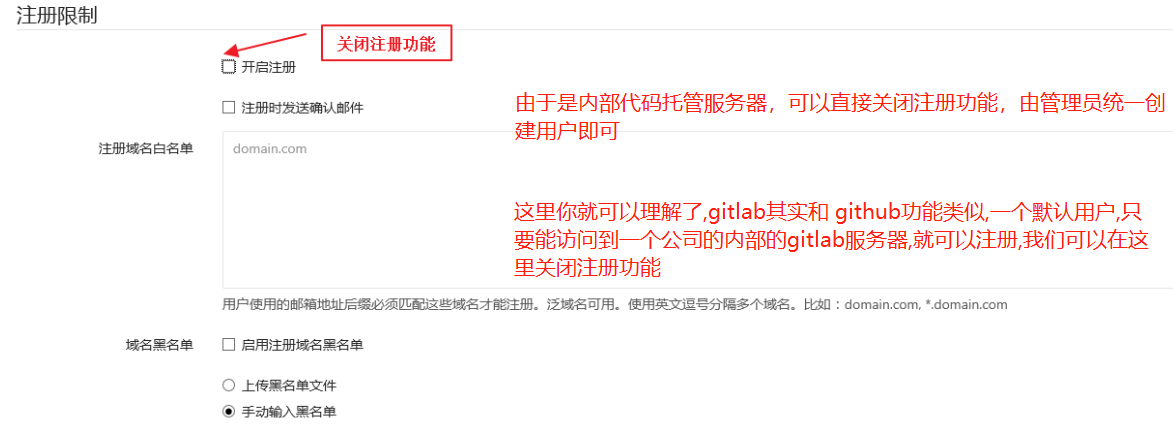 注册限制
关闭注册功能
开启注册
注册时发送确认邮件
由于是内部代码托管服务器，可以直接关闭注册功能，由管理员统一创
建用户即可
注册域名白名单
domain.com
这里你就可以理解了,gitlab其实和 github功能类似,一个默认用户,只
要能访问到一个公司的内部的gitlab服务器,就可以注册,我们可以在这
里关闭注册功能
用户使用的邮箱地址后缀必须匹配这些域名才能注册。泛域名可用。使用英文逗号分隔多个域名。比如：domain.com, *.domain.com
域名黑名单
启用注册域名黑名单
上传黑名单文件
手动输入黑名单